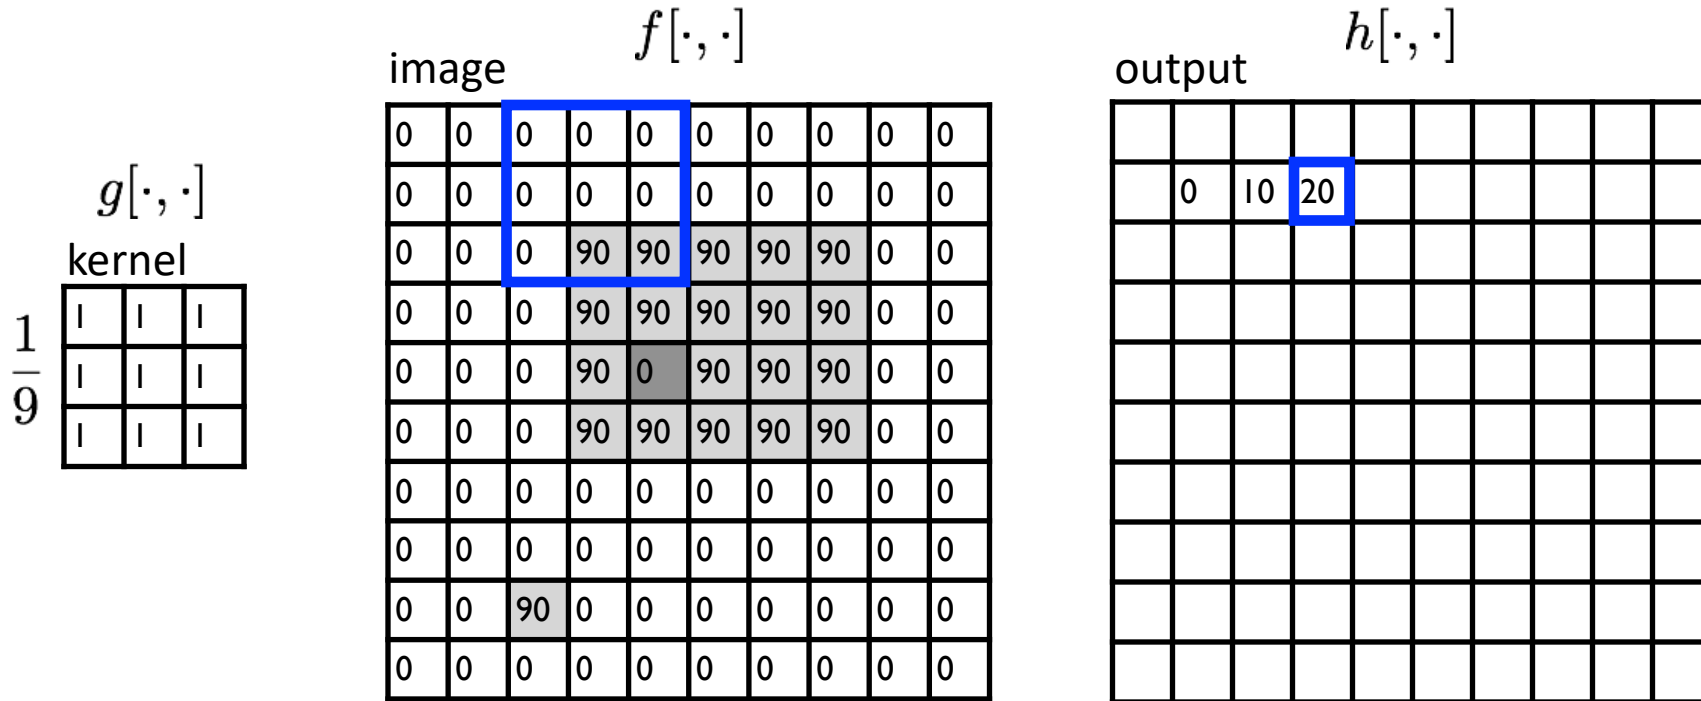 f[·, ·]
h[·, ·]
image
output
g[·, ·]
kernel
1
9
1 1 1
1 1 1
1 1 1
0 0 0 0 0 0 0 0 0 0
0 0 0 0 0 0 0 0 0 0
0 0 0 90 90 90 90 90 0 0
0 0 0 90 90 90 90 90 0 0
0 0 0 90 0 90 90 90 0 0
0 0 0 90 90 90 90 90 0 0
0 0 0 0 0 0 0 0 0 0
0 0 0 0 0 0 0 0 0 0
0 0 90 0 0 0 0 0 0 0
0 0 0 0 0 0 0 0 0 0
0 10 20